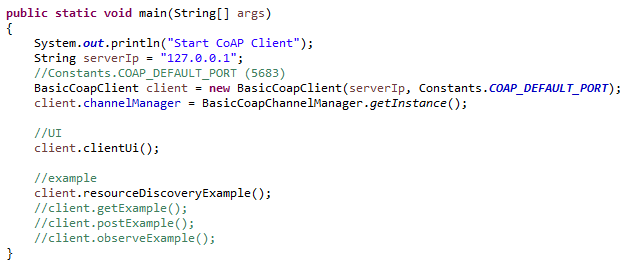 public static void main(String[] args)
{
    System.out.println("Start CoAP Client");
    String serverIp = "127.0.0.1";
    //Constants.COAP_DEFAULT_PORT (5683)
    BasicCoapClient client = new BasicCoapClient(serverIp, Constants.COAP_DEFAULT_PORT);
    client.channelManager = BasicCoapChannelManager.getInstance();

    //UI
    client.clientUi();

    //example
    client.resourceDiscoveryExample();
    //client.getExample();
    //client.postExample();
    //client.observeExample();
}